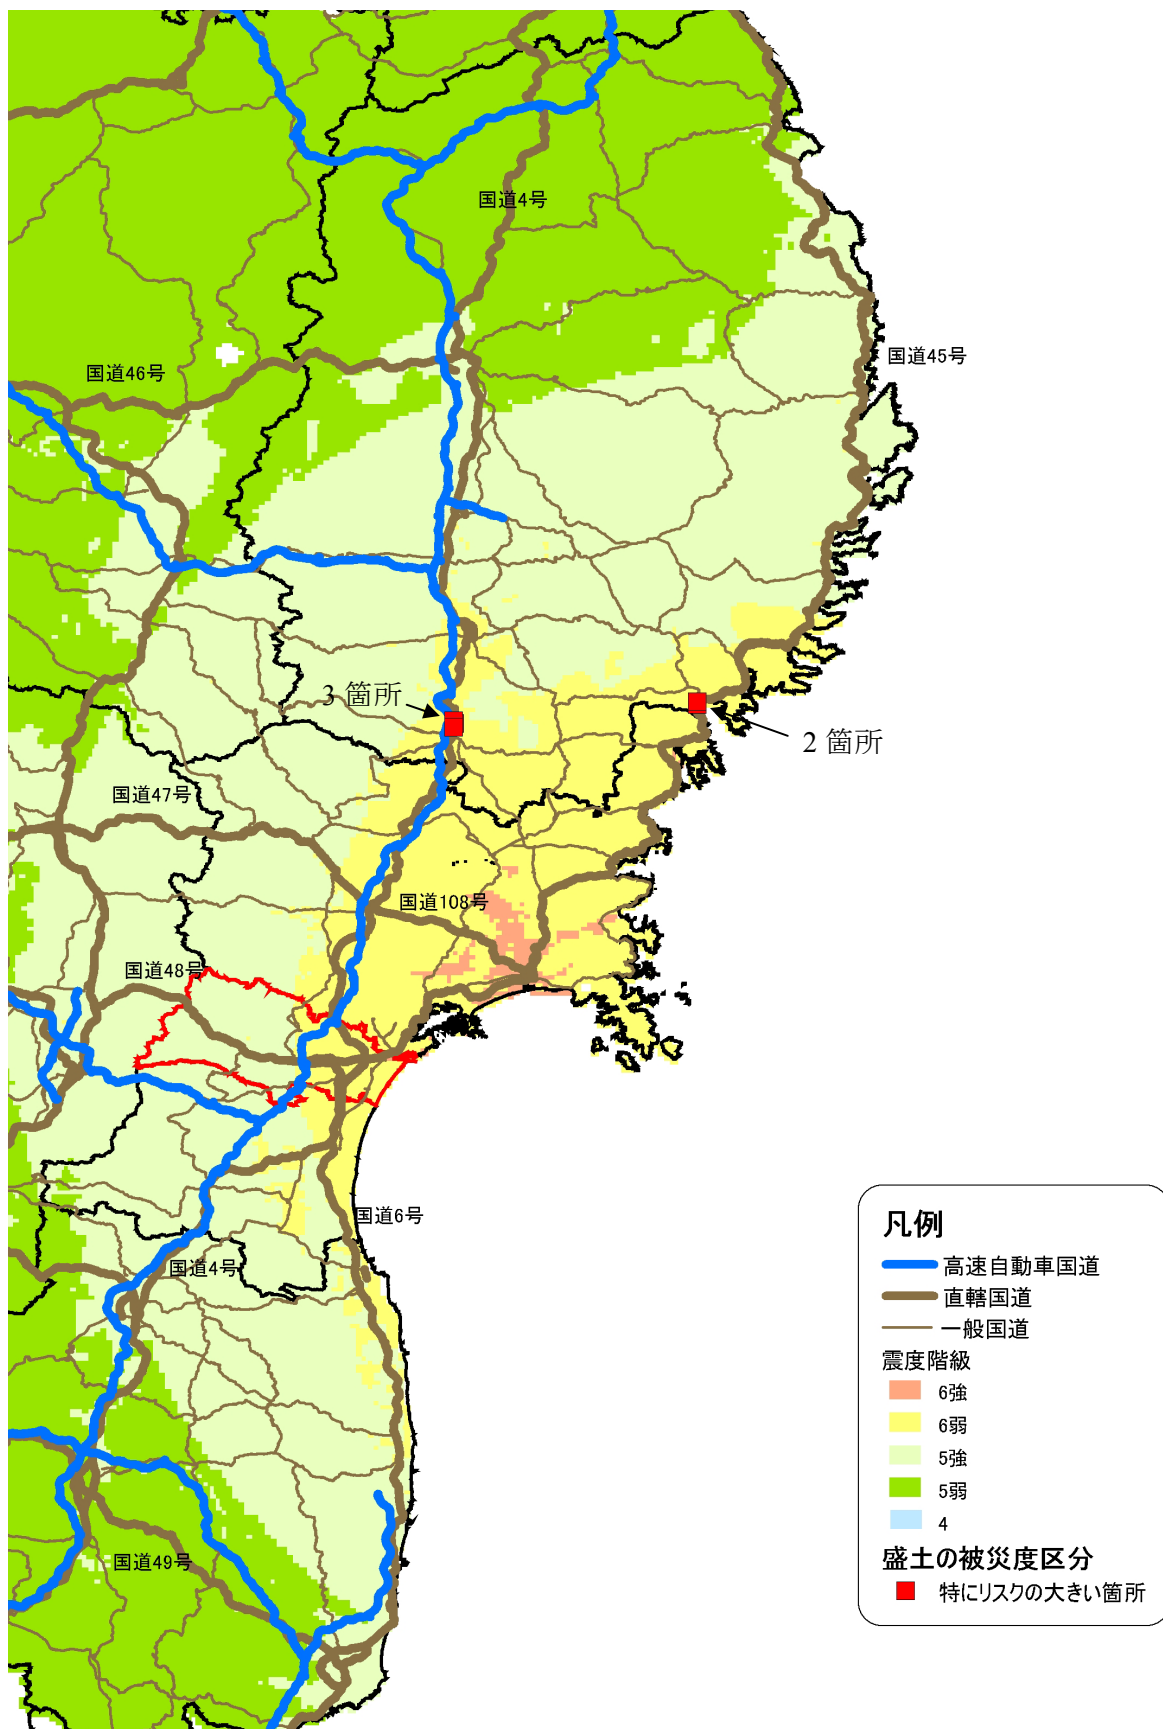 国道4号
国道45号
国道46号
3 箇所
2 箇所
国道47号
国道108号
国道48号
国道6号
国道4号
国道49号
凡例
高速自動車国道
直轄国道
一般国道
震度階級
6強
6弱
5強
5弱
4
盛土の被災度区分
特にリスクの大きい箇所